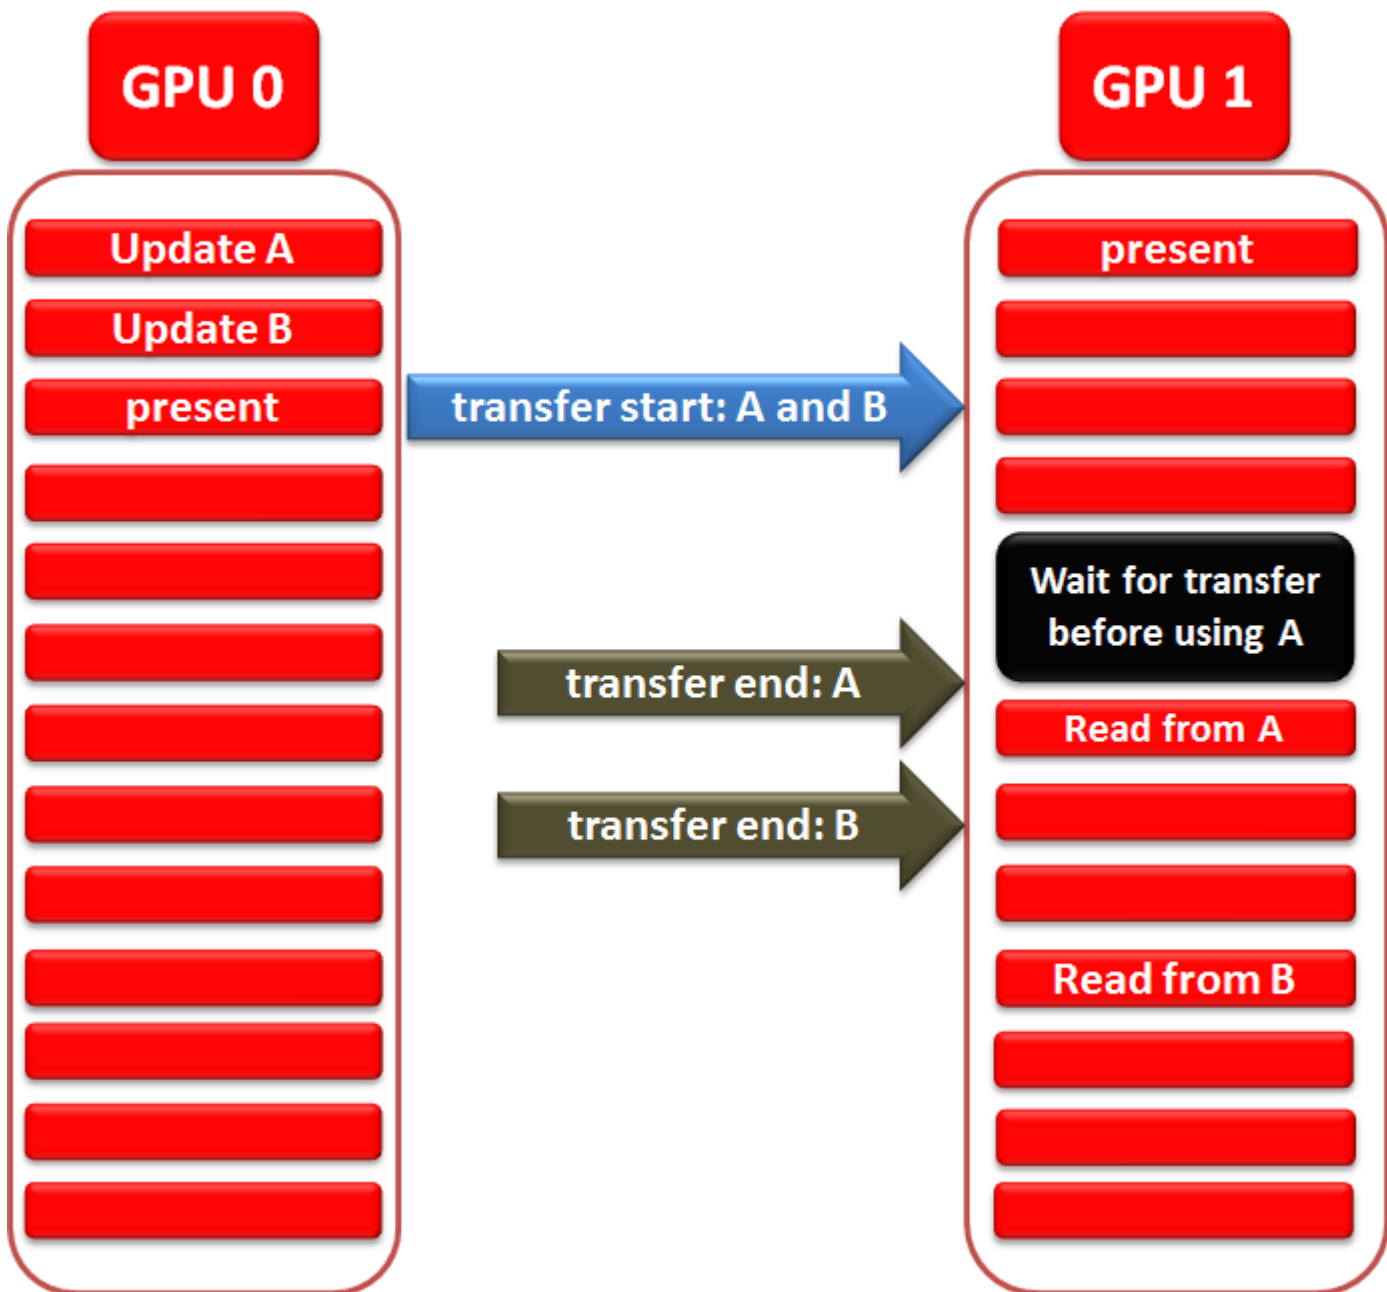 GPU 0
Update A
Update B
present
transfer start: A and B
transfer end: A
transfer end: B
GPU 1
present
Wait for transfer
before using A
Read from A
Read from B